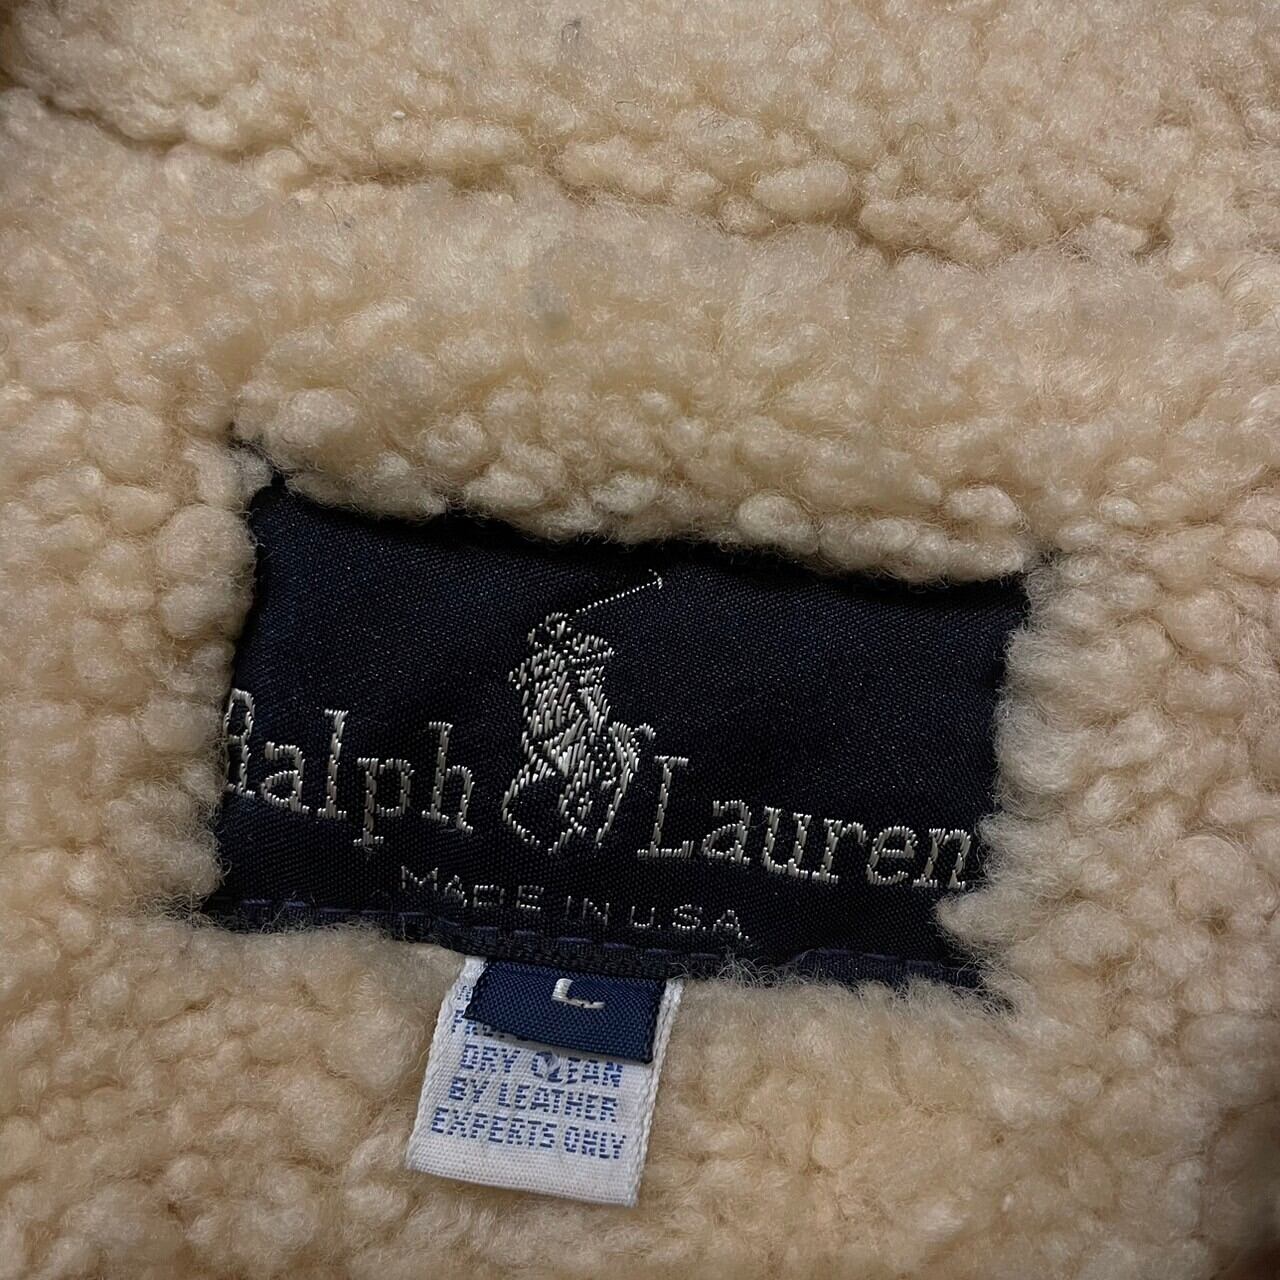 Ralph Lauren
MADE IN U.S.A.
L
DRY CLEAN
BY LEATHER
EXPERTS ONLY